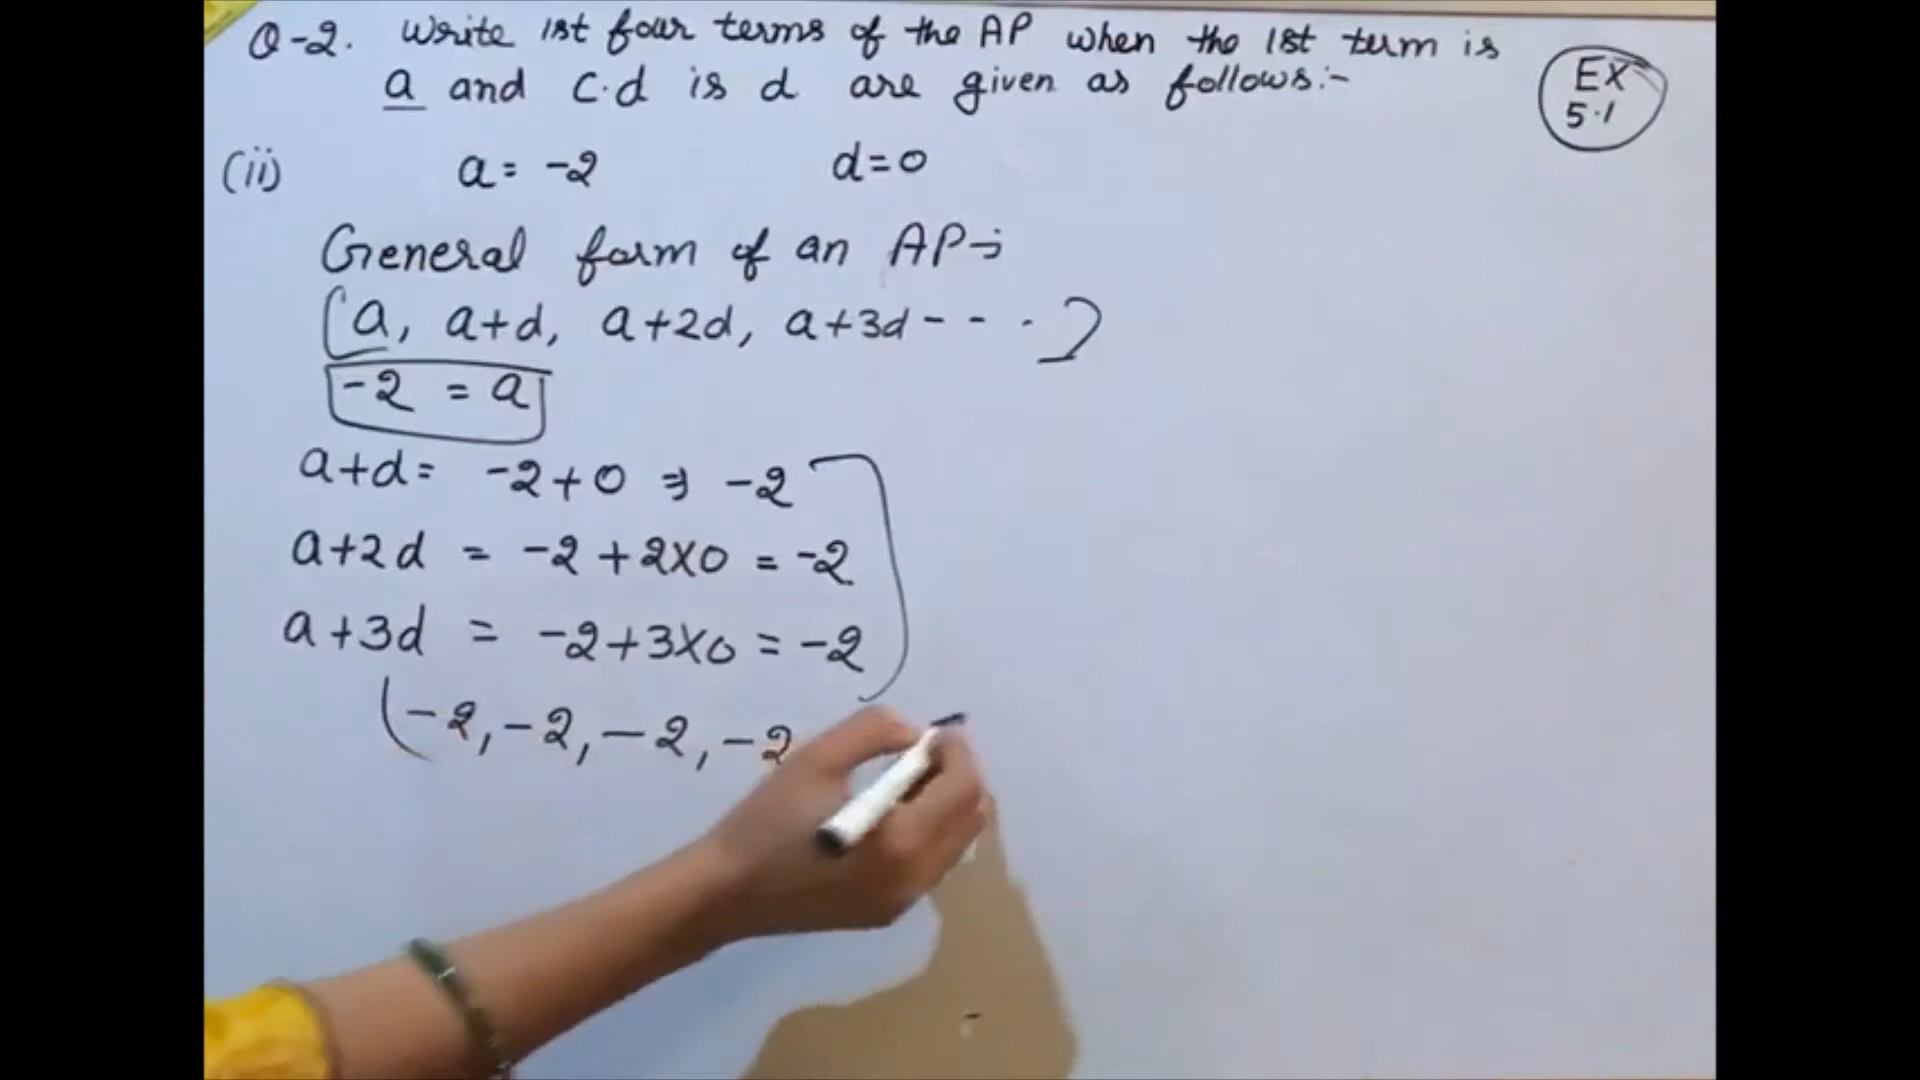 Q-2. Write 1st four terms of the AP when the 1st term is
a and C.d is d are given as follows:-
EX
5.1
(ii) a = -2 d = 0
General form of an AP→
(a, a+d, a+2d, a+3d - - - )
-2 = a
a+d = -2+0 ⇒ -2
a+2d = -2+2×0 = -2
a+3d = -2+3×0 = -2
(-2, -2, -2, -2